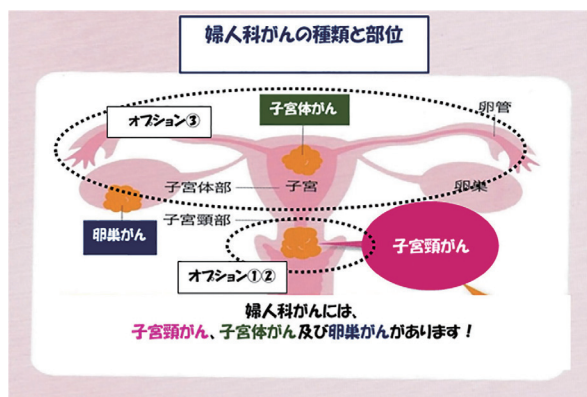 婦人科がんの種類と部位
子宮体がん
オプション③
卵管
子宮体部
子宮
卵巣
卵巣がん
子宮頸部
子宮頸がん
オプション①②
婦人科がんには、
子宮頸がん、子宮体がん及び卵巣がんがあります！